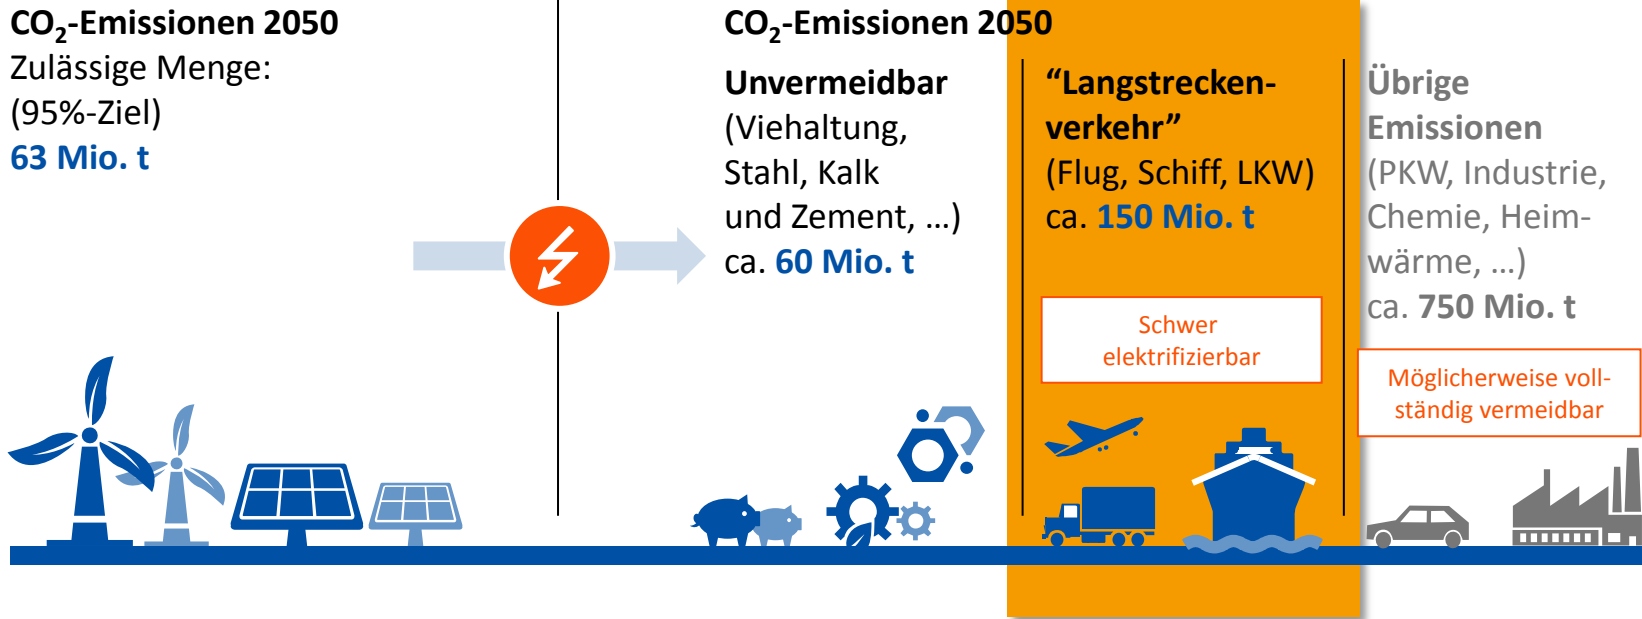 CO₂-Emissionen 2050
Zulässige Menge:
(95%-Ziel)
63 Mio. t
CO₂-Emissionen 2050
Unvermeidbar
(Viehaltung,
Stahl, Kalk
und Zement, …)
ca. 60 Mio. t
“Langstrecken-
verkehr”
(Flug, Schiff, LKW)
ca. 150 Mio. t
Schwer
elektrifizierbar
Übrige
Emissionen
(PKW, Industrie,
Chemie, Heim-
wärme, …)
ca. 750 Mio. t
Möglicherweise voll-
ständig vermeidbar